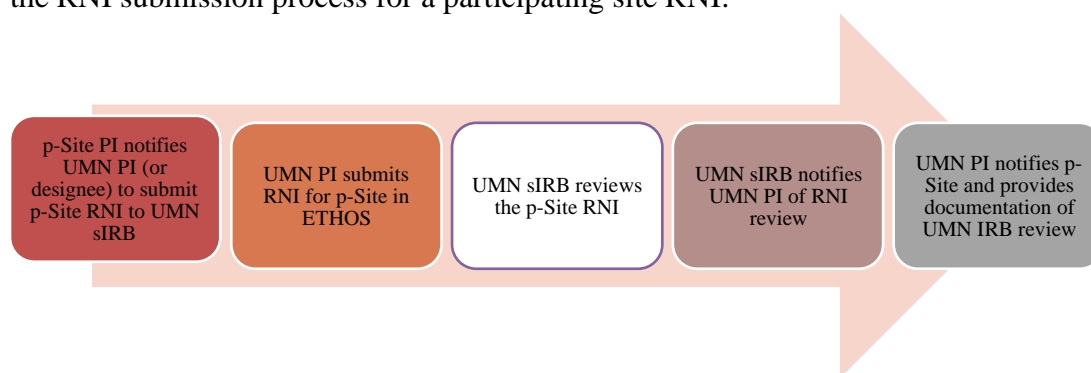 the RNI submission process for a participating site RNI.
p-Site PI notifies
UMN PI (or
designee) to submit
p-Site RNI to UMN
sIRB
UMN PI submits
RNI for p-Site in
ETHOS
UMN sIRB reviews
the p-Site RNI
UMN sIRB notifies
UMN PI of RNI
review
UMN PI notifies p-
Site and provides
documentation of
UMN IRB review